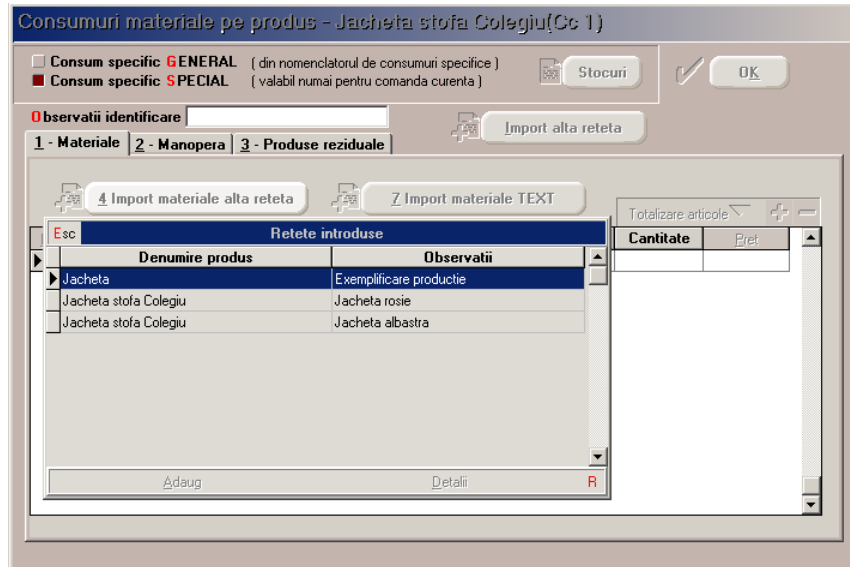 Consumuri materiale pe produs - Jacheta stofa Colegiu(Cc 1)
Consum specific GENERAL ( din nomenclatorul de consumuri specifice )
Consum specific SPECIAL ( valabil numai pentru comanda curenta )
Stocuri
OK
Observatii identificare
Import alta reteta
1 - Materiale 2 - Manopera 3 - Produse reziduale
4 Import materiale alta reteta 7 Import materiale TEXT
Totalizare articole
Esc Retete introduse
Cantitate Pret
Denumire produs Observatii
Jacheta Exemplificare productie
Jacheta stofa Colegiu Jacheta rosie
Jacheta stofa Colegiu Jacheta albastra
Adaug Detalii R